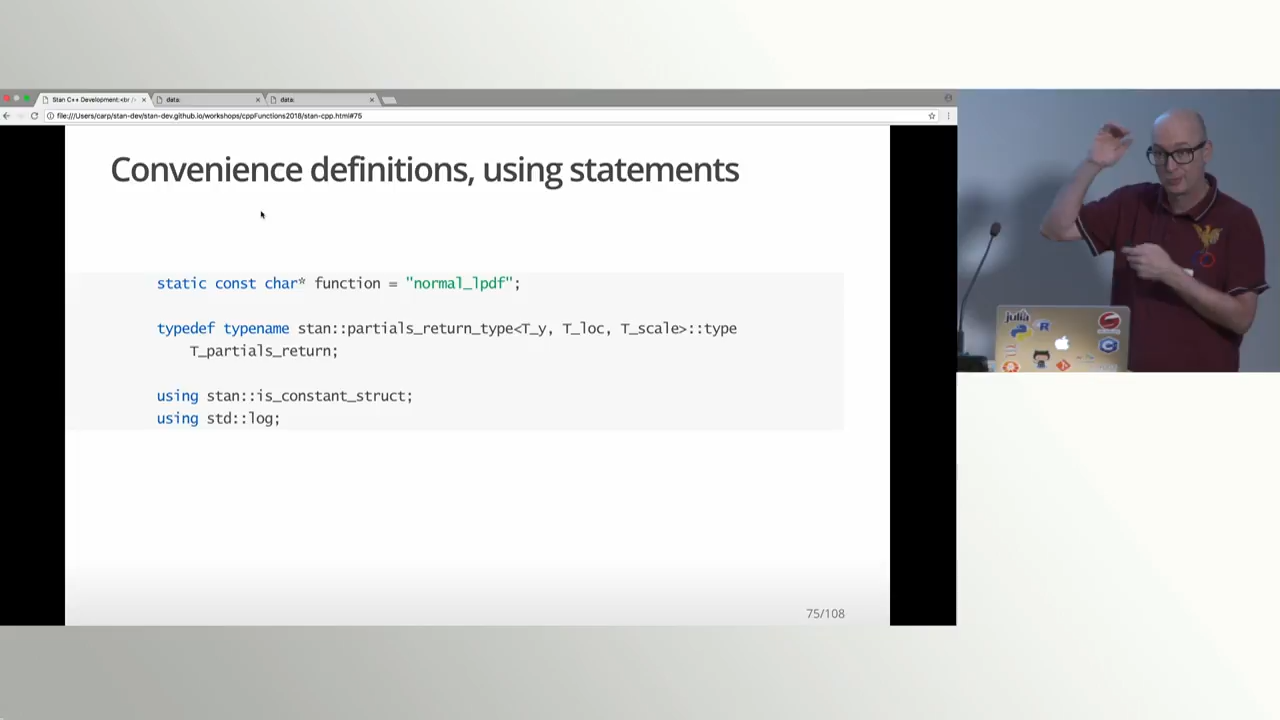 Stan C++ Development:<br /> 
data:
data:
file:///Users/carp/stan-dev/stan-dev.github.io/workshops/cppFunctions2018/stan-cpp.html#75
Convenience definitions, using statements
static const char* function = "normal_lpdf";
typedef typename stan::partials_return_type<T_y, T_loc, T_scale>::type
T_partials_return;
using stan::is_constant_struct;
using std::log;
75/108
julia
R
C